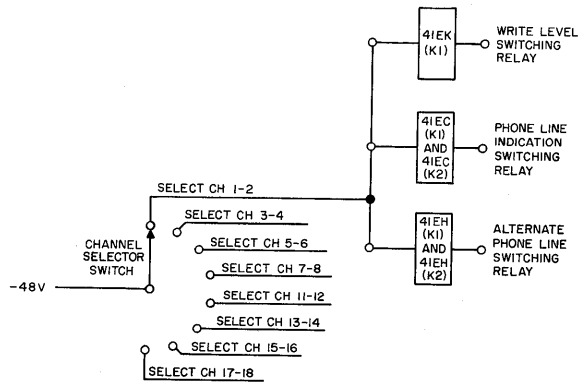 41EK
(K1)
WRITE LEVEL
SWITCHING
RELAY
41EC
(K1)
AND
41EC
(K2)
PHONE LINE
INDICATION
SWITCHING
RELAY
SELECT CH 1-2
SELECT CH 3-4
41EH
(K1)
AND
41EH
(K2)
ALTERNATE
PHONE LINE
SWITCHING
RELAY
CHANNEL
SELECTOR
SWITCH
SELECT CH 5-6
SELECT CH 7-8
-48V
SELECT CH 11-12
SELECT CH 13-14
SELECT CH 15-16
SELECT CH 17-18